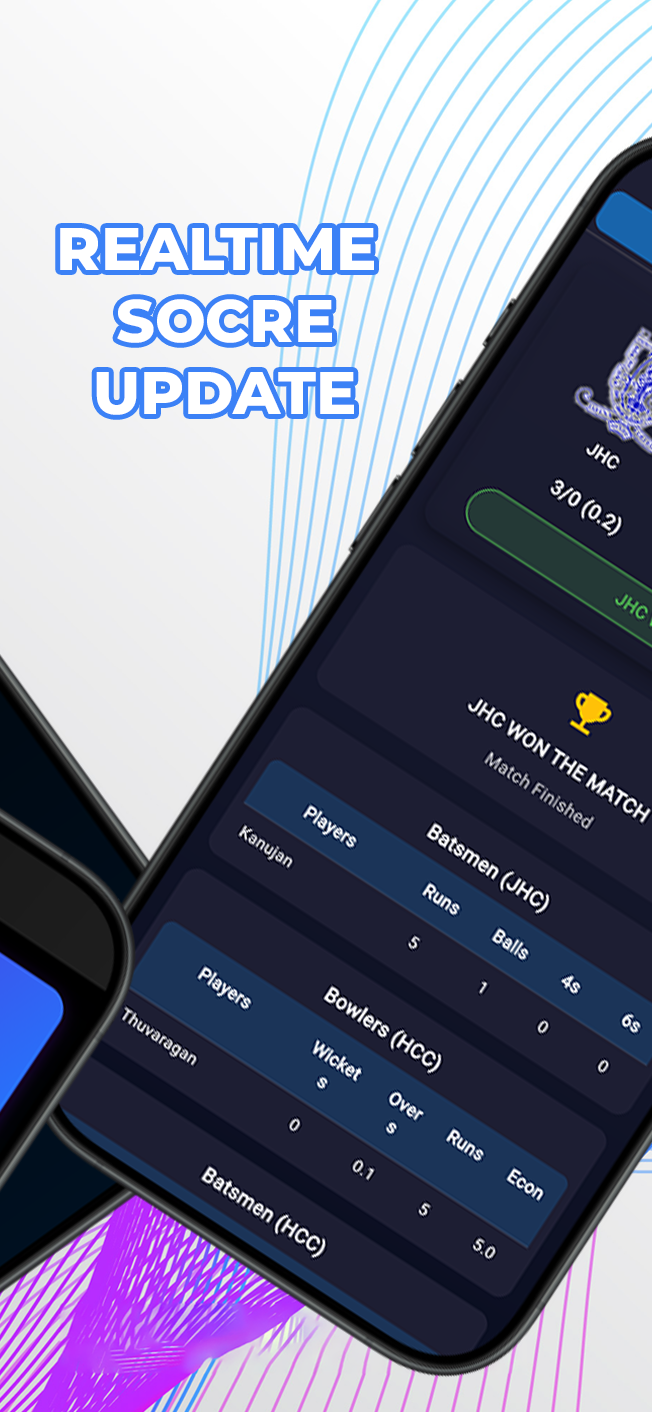 REALTIME
SOCRE
UPDATE
JHC
3/0 (0.2)
JHC
JHC WON THE MATCH
Match Finished
Batsmen (JHC)
Players Runs Balls 4s 6s
Kanujan 5 1 0 0
Bowlers (HCC)
Players Wicket
s Over
s Runs Econ
Thuvaragan 0 0.1 5 5.0
Batsmen (HCC)